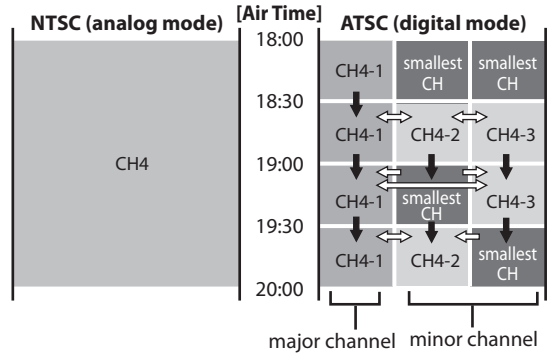 NTSC (analog mode) [Air Time] ATSC (digital mode)
18:00
CH4-1 smallest CH smallest CH
18:30
CH4-1 CH4-2 CH4-3
CH4 19:00
CH4-1 smallest CH CH4-3
19:30
CH4-1 CH4-2 smallest CH
20:00
major channel minor channel